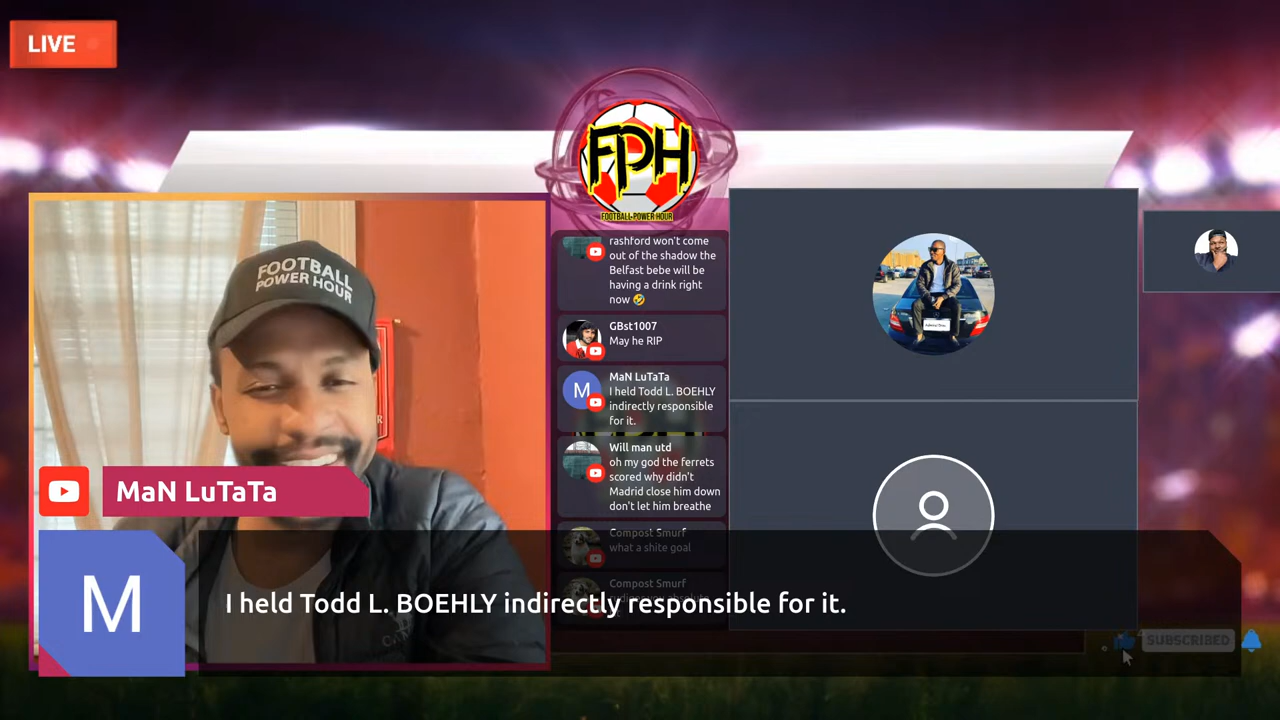 LIVE
FPH
FOOTBALL POWER HOUR
FOOTBALL
POWER HOUR
rashford won't come
out of the shadow the
Belfast bebe will be
having a drink right
now 🤣
GBst1007
May he RIP
M
MaN LuTaTa
I held Todd L. BOEHLY
indirectly responsible
for it.
Will man utd
oh my god the ferrets
scored why didn't
Madrid close him down
don't let him breathe
Compost Smurf
what a shite goal
Compost Smurf
MaN LuTaTa
M
I held Todd L. BOEHLY indirectly responsible for it.
SUBSCRIBED